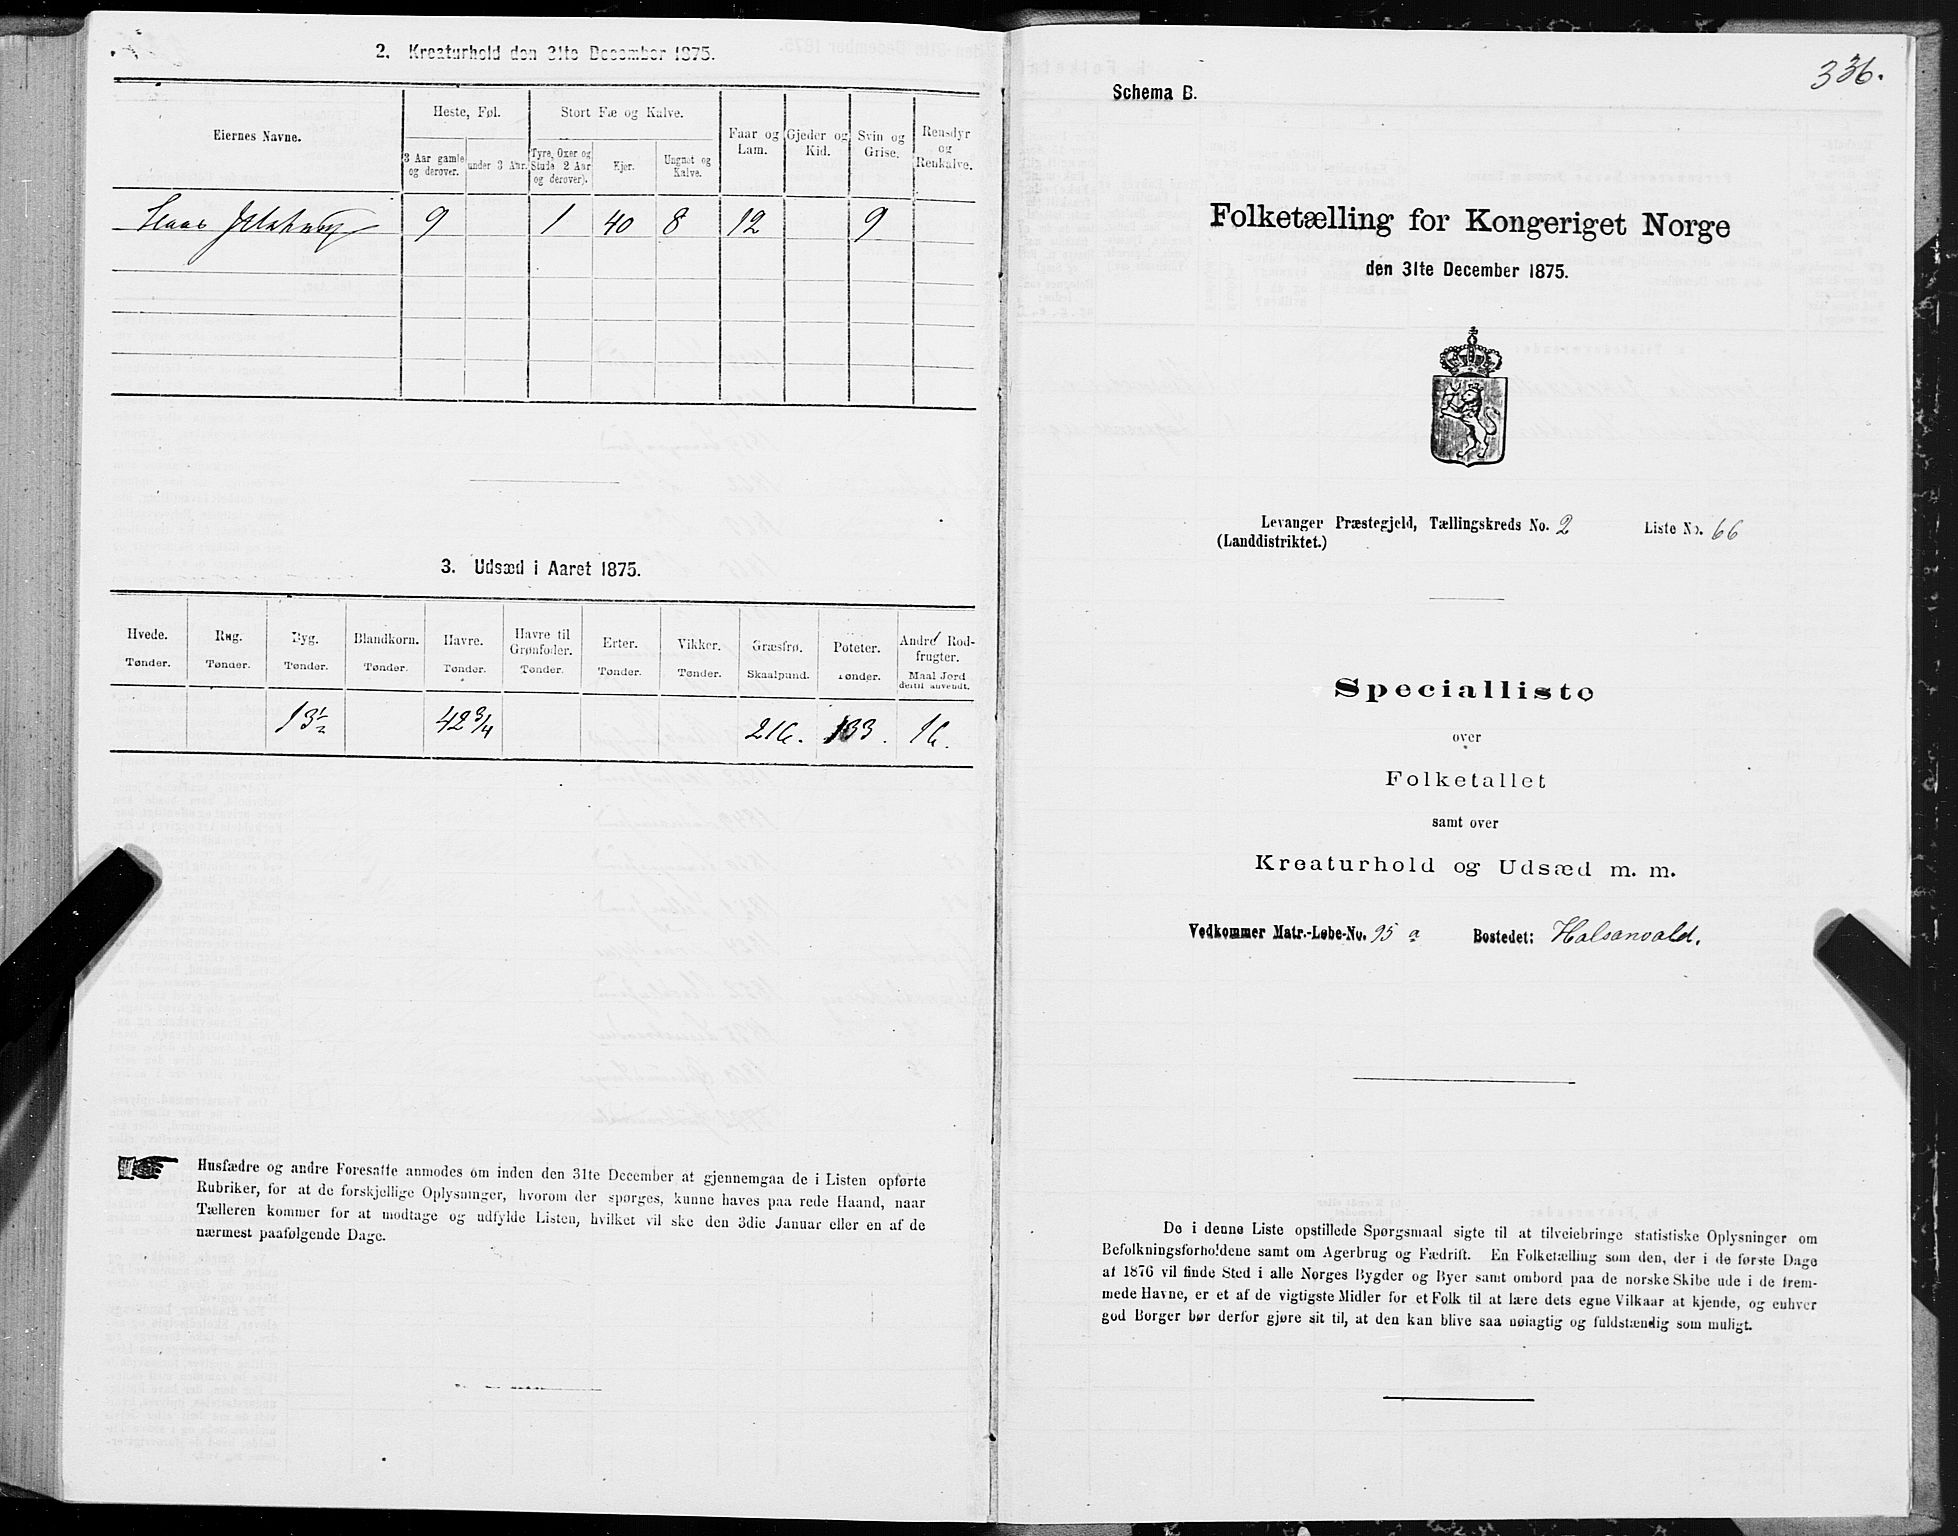 2. Kreaturhold den 31te December 1875.
Eiernes Navne.
Heste, Føl.
Stort Fæ og Kalve.
Faar og Lam.
Gjeder og Kid.
Svin og Grise.
Rensdyr og Renkalve.
3 Aar gamle og derover.
under 3 Aar.
Tyre, Oxer og Stude 2 Aar og derover).
Kjer.
Ungnøt og Kalve.
9 1 40 8 12 9
3. Udsæd i Aaret 1875.
Hvede. Rug. Byg. Blandkorn. Havre. Havre til Grønfoder. Erter. Vikker. Græsfrø. Poteter. Andre Rodfrugter.
Tønder. Tønder. Tønder. Tønder. Tønder. Tønder. Tønder. Tønder. Skaalpund. Tønder. Maal Jord dertil anvendt.
13½ 42¾ 216. 133. 16.
Husfædre og andre Foresatte anmodes om inden den 31te December at gjennemgaa de i Listen opførte
Rubriker, for at de forskjellige Oplysninger, hvorom der spørges, kunne haves paa rede Haand, naar
Tælleren kommer for at modtage og udfylde Listen, hvilket vil ske den 3die Januar eller en af de
nærmest paafølgende Dage.
336.
Schema B.
Folketælling for Kongeriget Norge
den 31te December 1875.
Levanger Præstegjeld, Tællingskreds No. 2 Liste No. 66
(Landdistriktet.)
Specialliste
over
Folketallet
samt over
Kreaturhold og Udsæd m. m.
Vedkommer Matr.-Løbe-No. 95 a Bostedet: Halsanvald.
De i denne Liste opstillede Spørgsmaal sigte til at tilveiebringe statistiske Oplysninger om
Befolkningsforholdene samt om Agerbrug og Fædrift. En Folketælling som den, der i de første Dage
af 1876 vil finde Sted i alle Norges Bygder og Byer samt ombord paa de norske Skibe ude i de frem-
mede Havne, er et af de vigtigste Midler for et Folk til at lære dets egne Vilkaar at kjende, og enhver
god Borger bør derfor gjøre sit til, at den kan blive saa nøiagtig og fuldstændig som muligt.